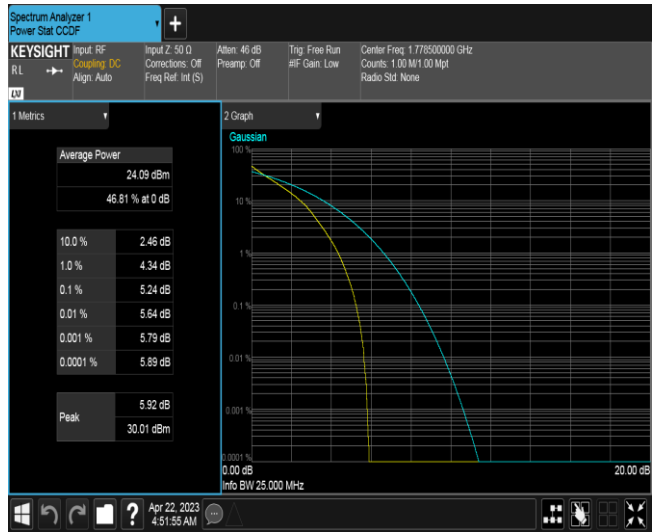 Spectrum Analyzer 1
Power Stat CCDF
+
KEYSIGHT
RL
Input: RF
Coupling: DC
Align: Auto
Input Z: 50 Ω
Corrections: Off
Freq Ref: Int (S)
Atten: 46 dB
Preamp: Off
Trig: Free Run
#IF Gain: Low
Center Freq: 1.778500000 GHz
Counts: 1.00 M/1.00 Mpt
Radio Std: None
LXI
1 Metrics
Average Power
24.09 dBm
46.81 % at 0 dB
10.0 % 2.46 dB
1.0 % 4.34 dB
0.1 % 5.24 dB
0.01 % 5.64 dB
0.001 % 5.79 dB
0.0001 % 5.89 dB
Peak
5.92 dB
30.01 dBm
2 Graph
Gaussian
100 %
10 %
1 %
0.1 %
0.01 %
0.001 %
0.0001 %
0.00 dB 20.00 dB
Info BW 25.000 MHz
?
Apr 22, 2023
4:51:55 AM